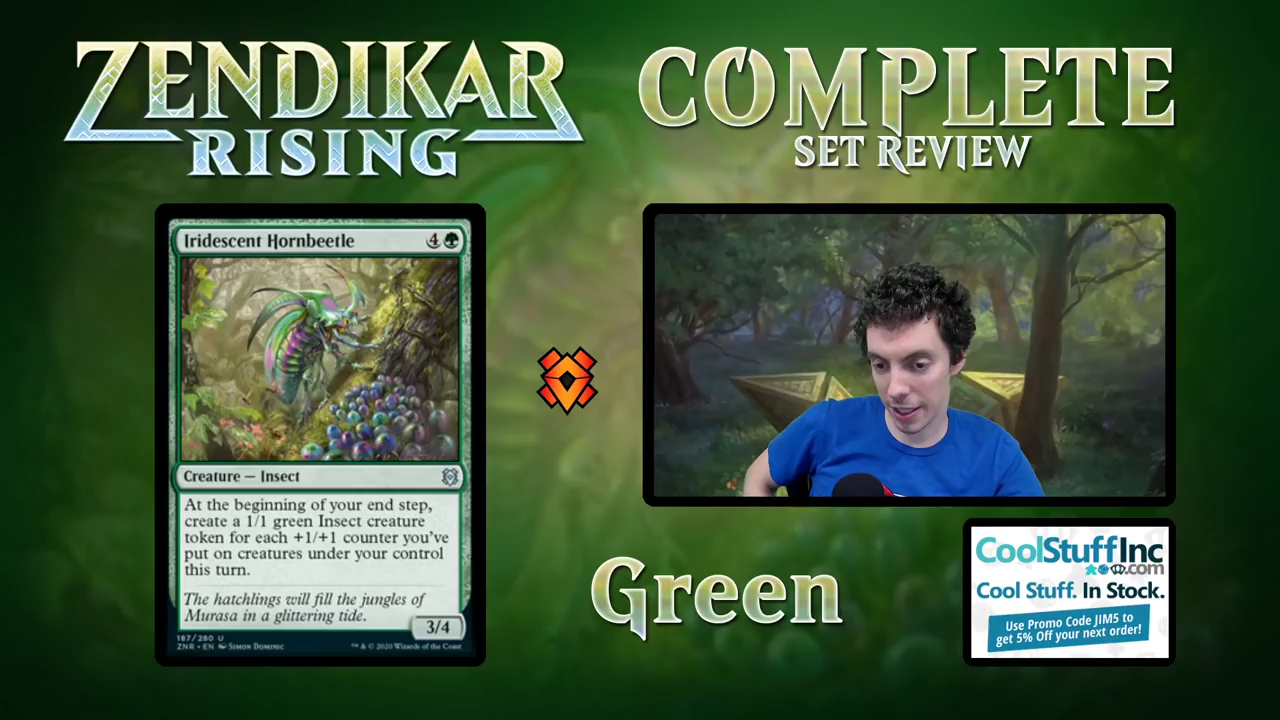 ZENDIKAR
RISING
COMPLETE
SET REVIEW
Iridescent Hornbeetle
4
Creature — Insect
At the beginning of your end step,
create a 1/1 green Insect creature
token for each +1/+1 counter you've
put on creatures under your control
this turn.
The hatchlings will fill the jungles of
Murasa in a glittering tide.
3/4
187/280 U
ZNR • EN SIMON DOMINIC
™ & © 2020 Wizards of the Coast
Green
CoolStuffInc
.com
Cool Stuff. In Stock.
Use Promo Code JIM5 to
get 5% Off your next order!